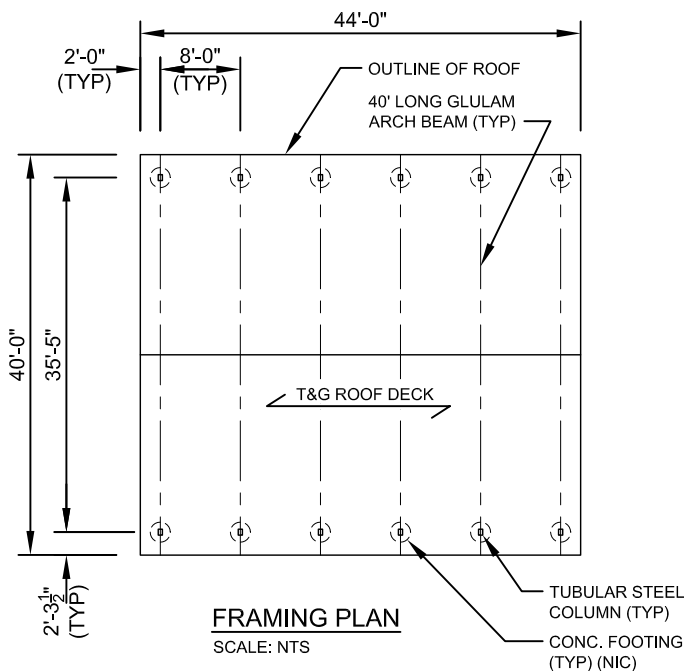 44'-0"
2'-0"
(TYP)
8'-0"
(TYP)
OUTLINE OF ROOF
40' LONG GLULAM
ARCH BEAM (TYP)
40'-0"
35'-5"
T&G ROOF DECK
2'-3 1/2"
(TYP)
FRAMING PLAN
SCALE: NTS
TUBULAR STEEL
COLUMN (TYP)
CONC. FOOTING
(TYP) (NIC)